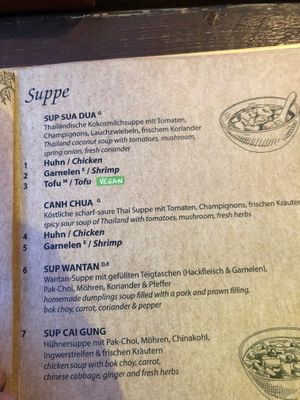 Suppe
SUP SUA DUA G
Thailändische Kokosmilchsuppe mit Tomaten,
Champignons, Lauchzwiebeln, frischem Koriander
Thailand coconut soup with tomatoes, mushroom,
spring onion, fresh coriander
1 Huhn / Chicken
2 Garnelen E / Shrimp
3 Tofu M / Tofu VEGAN
CANH CHUA G
Köstliche scharf-saure Thai Suppe mit Tomaten, Champignons, frischen Kräuter
spicy sour soup of Thailand with tomatoes, mushroom, fresh herbs
4 Huhn / Chicken
5 Garnelen E / Shrimp
6 SUP WANTAN D,E
Wantan-Suppe mit gefüllten Teigtaschen (Hackfleisch & Garnelen),
Pak-Choi, Möhren, Koriander & Pfeffer
homemade dumplings soup filled with a pork and prawn filling,
bok choy, carrot, coriander & pepper
7 SUP CAI GUNG
Hühnersuppe mit Pak-Choi, Möhren, Chinakohl,
Ingwerstreifen & frischen Kräutern
chicken soup with bok choy, carrot,
chinese cabbage, ginger and fresh herbs